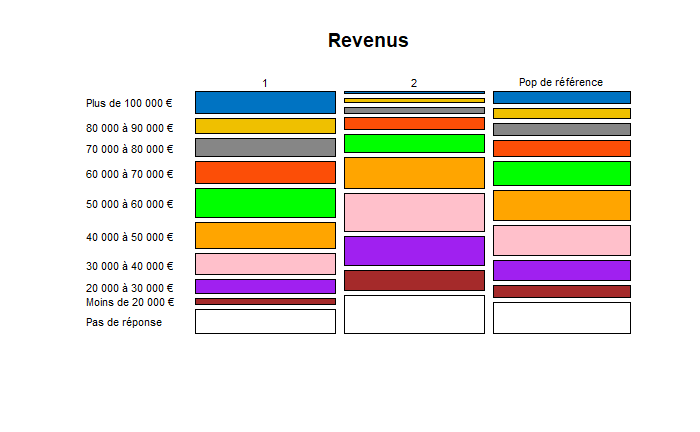 Revenus
1 2 Pop de référence
Plus de 100 000 €
80 000 à 90 000 €
70 000 à 80 000 €
60 000 à 70 000 €
50 000 à 60 000 €
40 000 à 50 000 €
30 000 à 40 000 €
20 000 à 30 000 €
Moins de 20 000 €
Pas de réponse